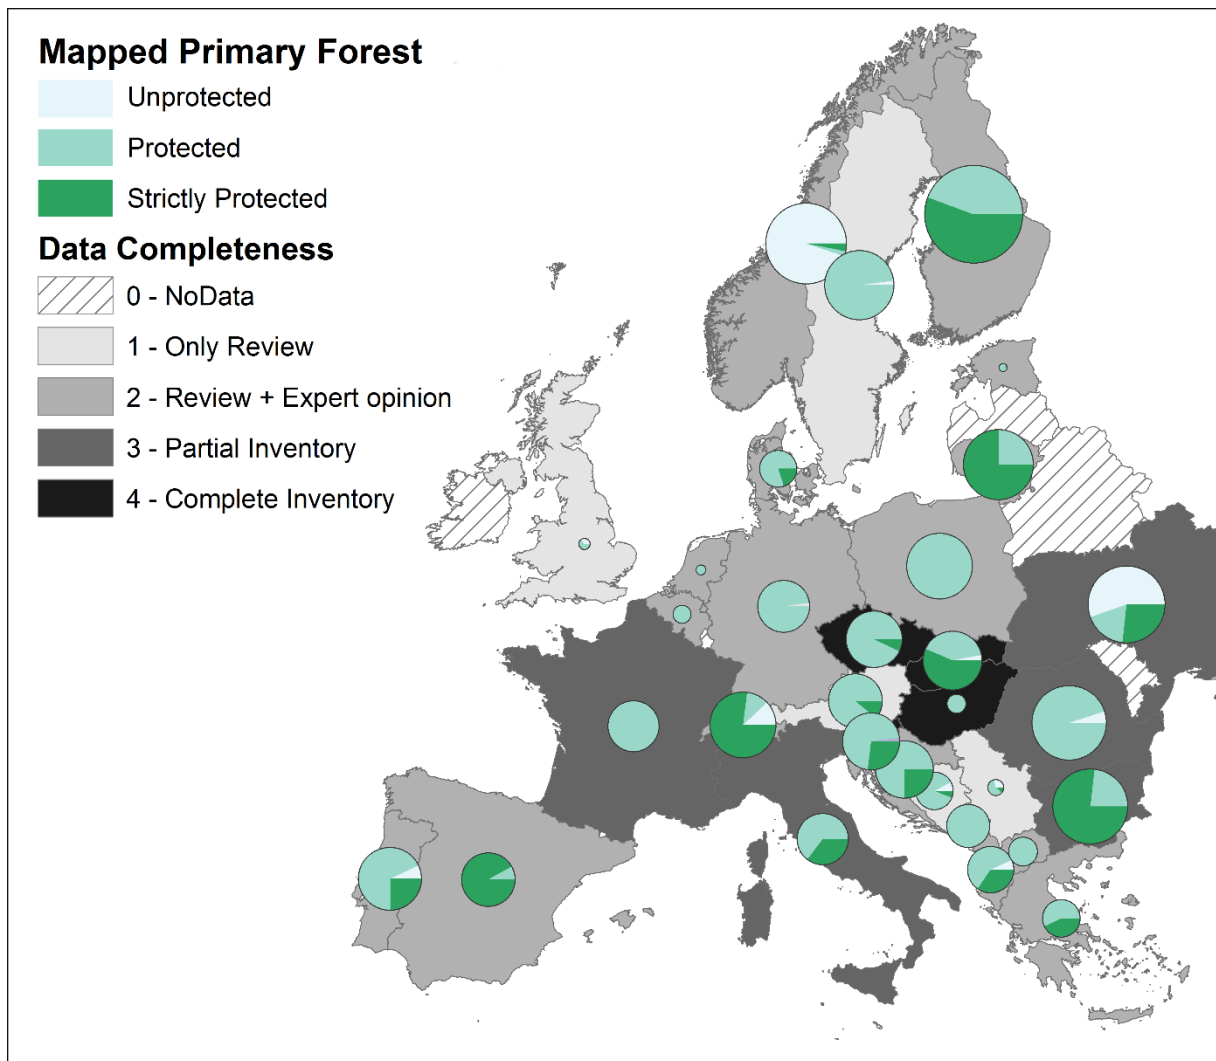 Mapped Primary Forest
Unprotected
Protected
Strictly Protected
Data Completeness
0 - NoData
1 - Only Review
2 - Review + Expert opinion
3 - Partial Inventory
4 - Complete Inventory